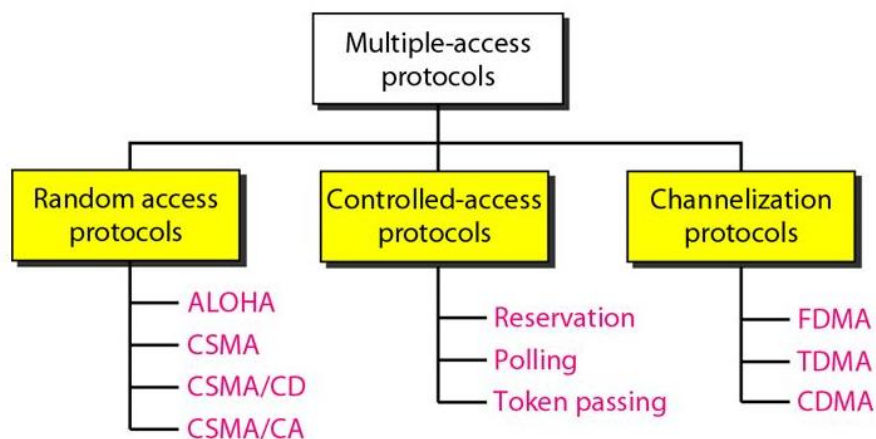 Multiple-access
protocols
Random access
protocols
Controlled-access
protocols
Channelization
protocols
ALOHA
CSMA
CSMA/CD
CSMA/CA
Reservation
Polling
Token passing
FDMA
TDMA
CDMA